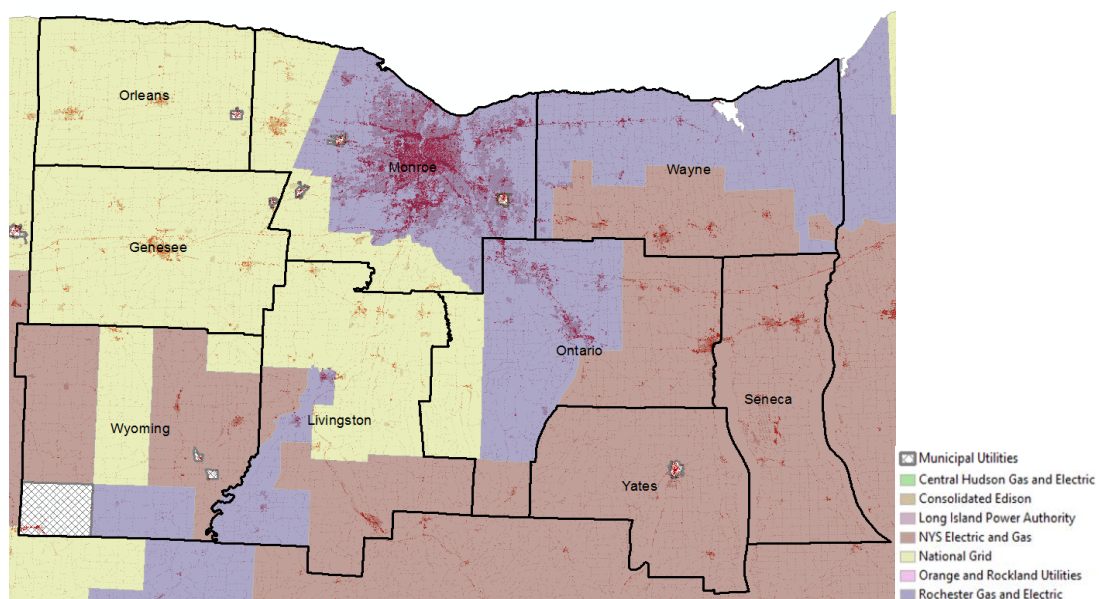 Orleans
Monroe
Wayne
Genesee
Ontario
Seneca
Wyoming
Livingston
Yates
Municipal Utilities
Central Hudson Gas and Electric
Consolidated Edison
Long Island Power Authority
NYS Electric and Gas
National Grid
Orange and Rockland Utilities
Rochester Gas and Electric